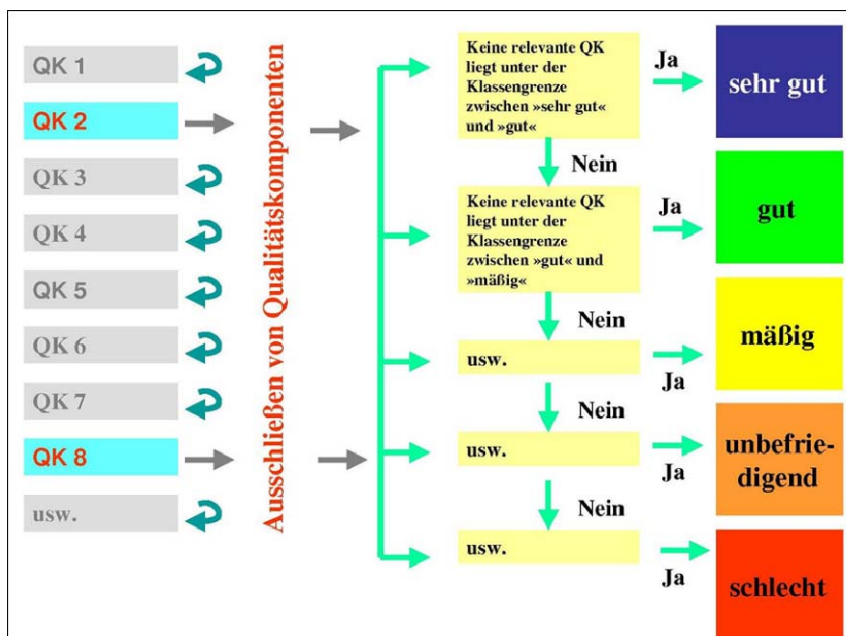 QK 1
QK 2
QK 3
QK 4
QK 5
QK 6
QK 7
QK 8
usw.
Ausschließen von Qualitätskomponenten
Keine relevante QK
liegt unter der
Klassengrenze
zwischen »sehr gut«
und »gut«
Ja
sehr gut
Nein
Keine relevante QK
liegt unter der
Klassengrenze
zwischen »gut« und
»mäßig«
Ja
gut
Nein
usw.
Ja
mäßig
Nein
usw.
Ja
unbefrie-
digend
Nein
usw.
Ja
schlecht